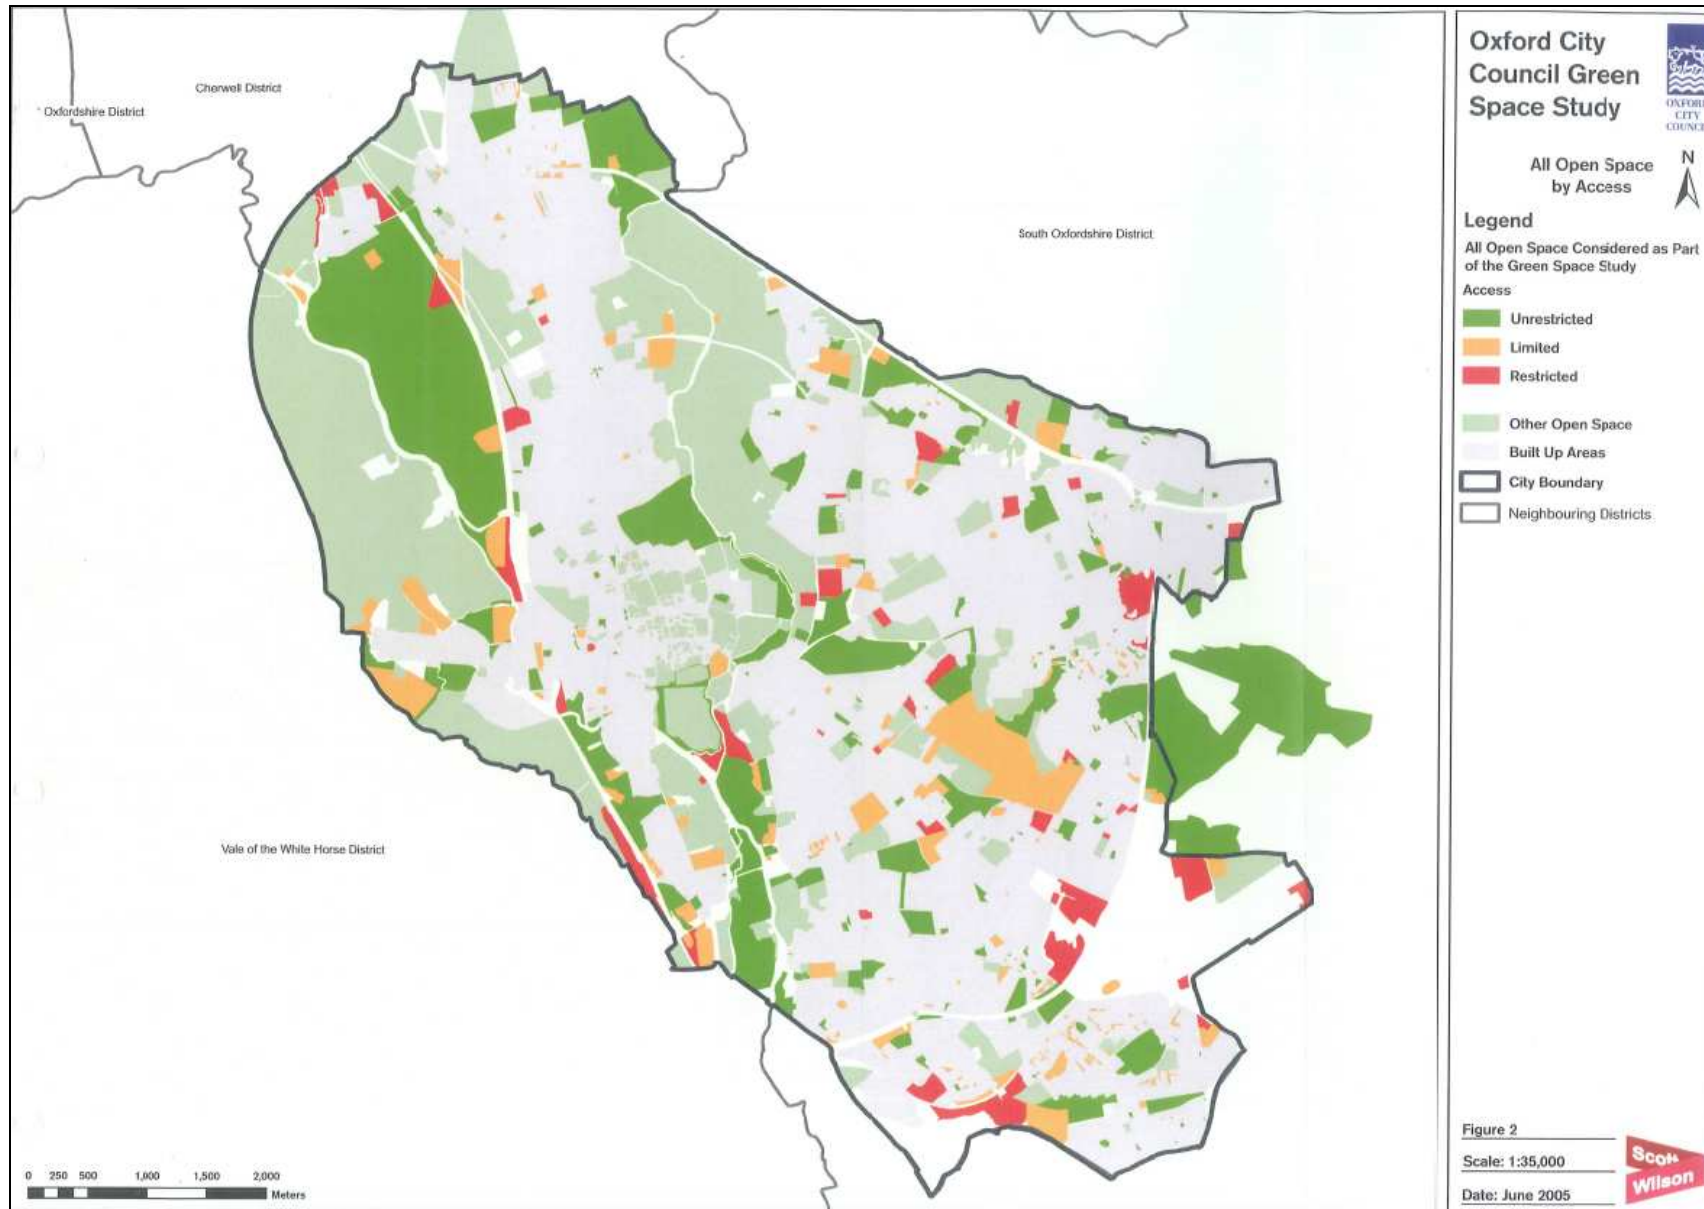 Oxford City
Council Green
Space Study
OXFORD
CITY
All Open Space
by Access
N
Legend
All Open Space Considered as Part
of the Green Space Study
Access
Unrestricted
Limited
Restricted
Other Open Space
Built Up Areas
City Boundary
Neighbouring Districts
Cherwell District
Oxfordshire District
South Oxfordshire District
Vale of the White Horse District
0 250 500 1,000 1,500 2,000
Meters
Figure 2
Scale: 1:35,000
Date: June 2005
Scott
Wilson